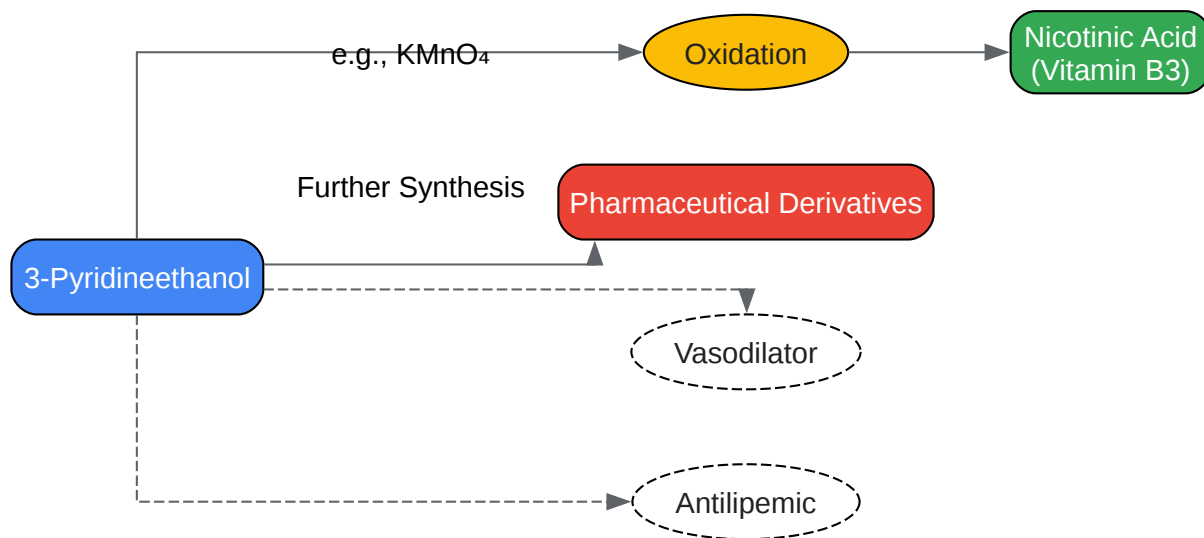 e.g., KMnO₄
Oxidation
Nicotinic Acid
(Vitamin B3)
Further Synthesis
Pharmaceutical Derivatives
3-Pyridineethanol
Vasodilator
Antilipemic